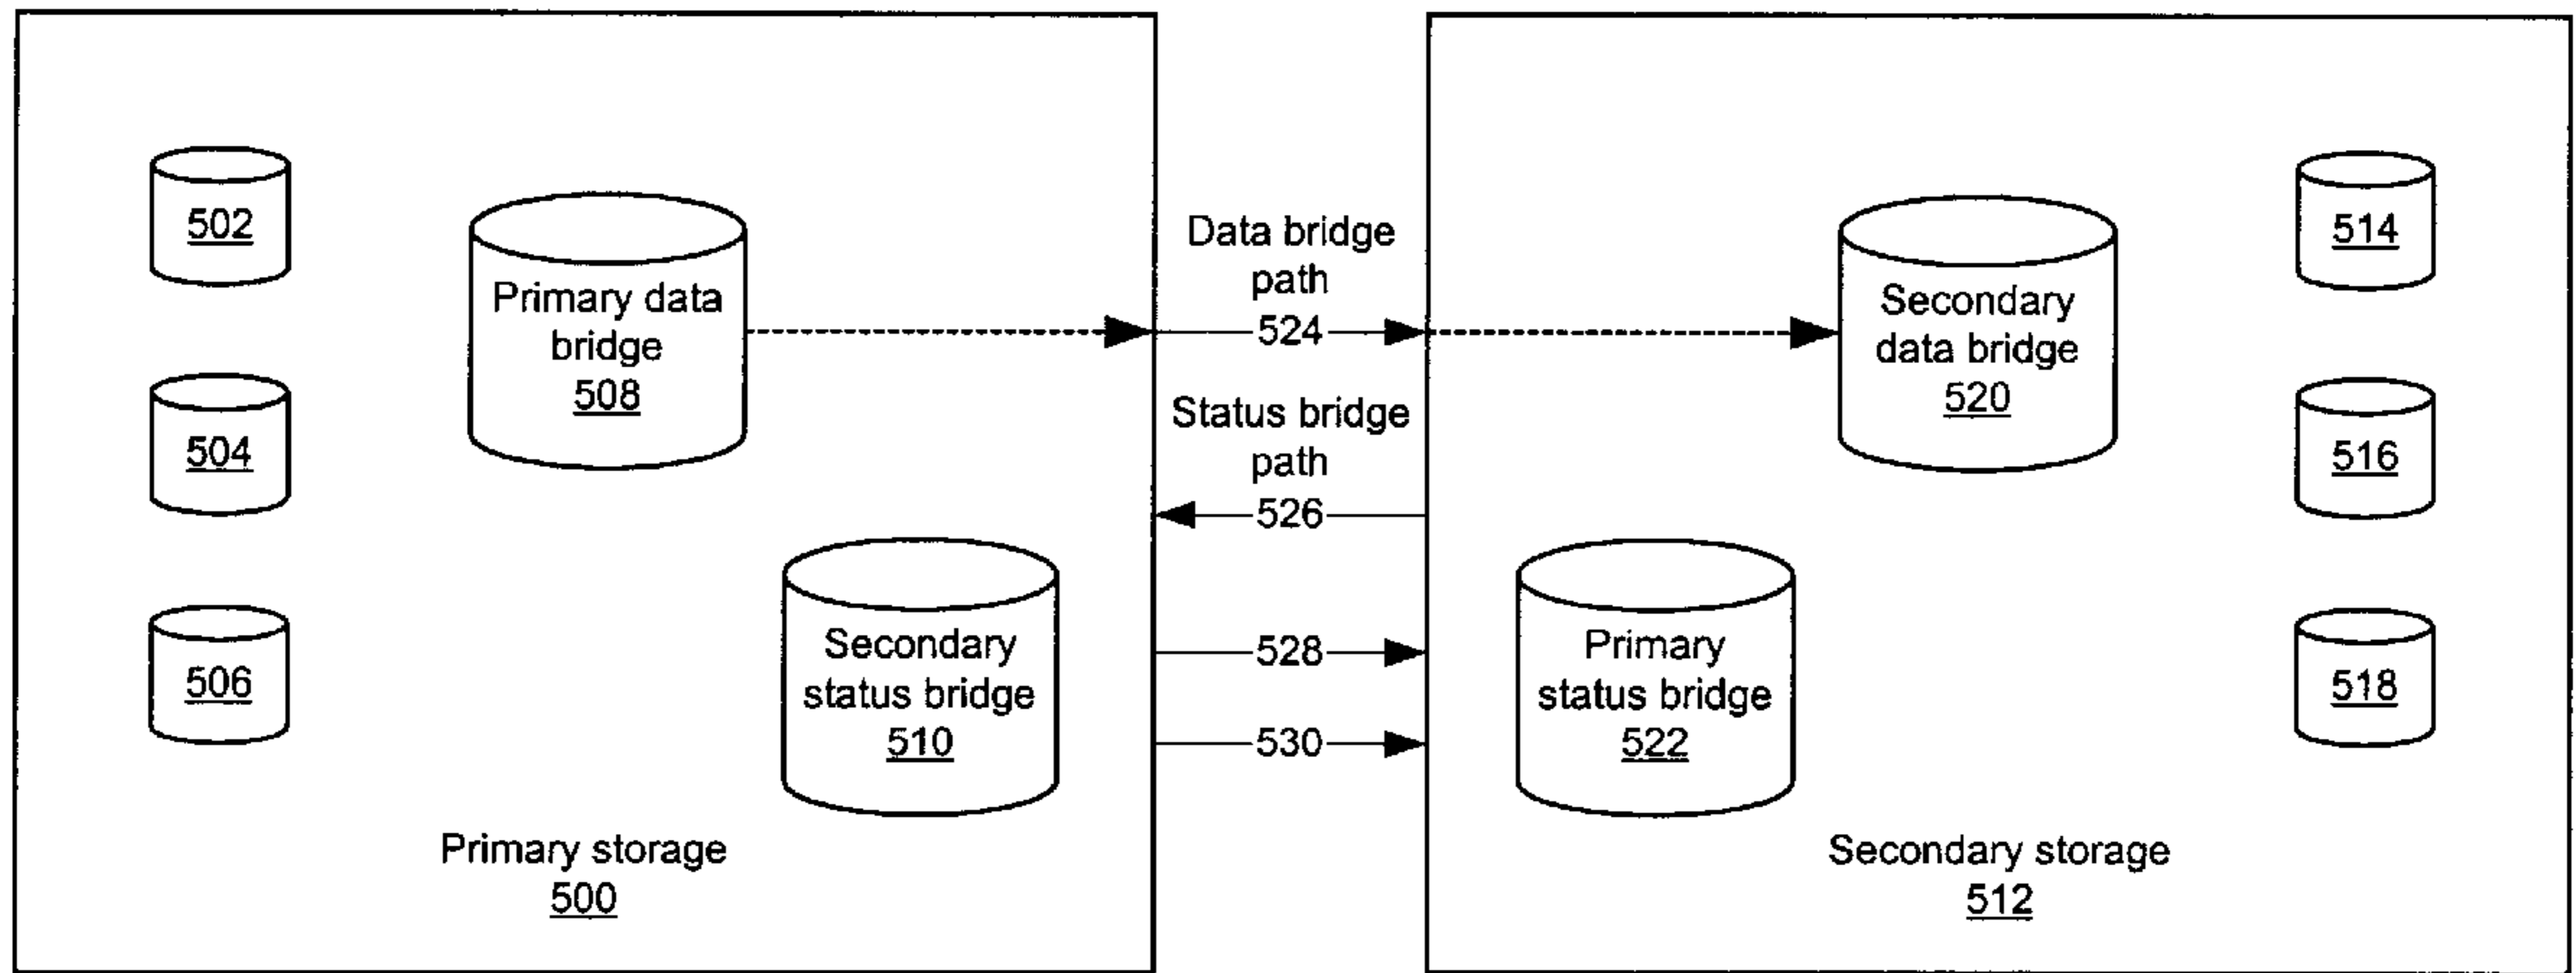 502
504
506
Primary data
bridge
508
Secondary
status bridge
510
Primary storage
500
Data bridge
path
524
Status bridge
path
526
528
530
Secondary
data bridge
520
Primary
status bridge
522
514
516
518
Secondary storage
512